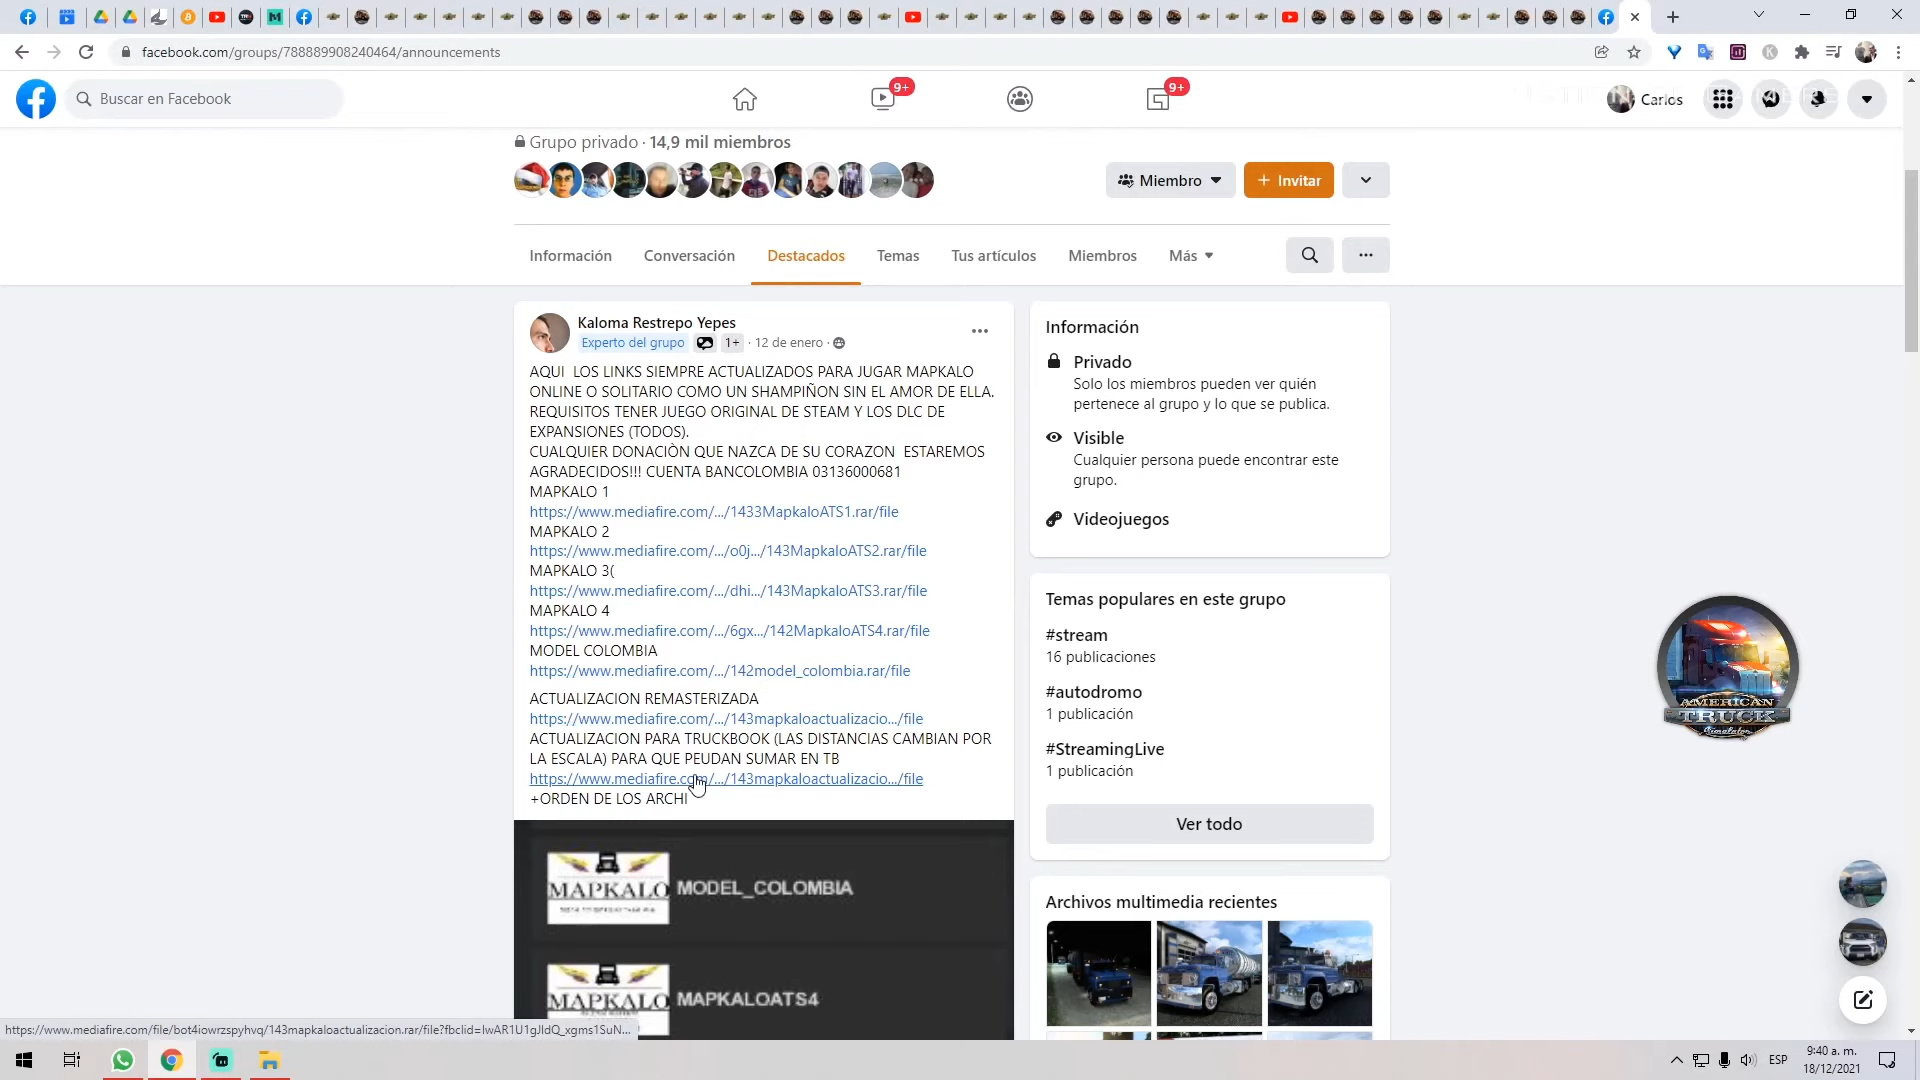 facebook.com/groups/788889908240464/announcements
Buscar en Facebook
9+
9+
Carlos
Grupo privado · 14,9 mil miembros
Miembro
+ Invitar
Información
Conversación
Destacados
Temas
Tus artículos
Miembros
Más
Kaloma Restrepo Yepes
Experto del grupo 1+ · 12 de enero ·
AQUI LOS LINKS SIEMPRE ACTUALIZADOS PARA JUGAR MAPKALO
ONLINE O SOLITARIO COMO UN SHAMPIÑON SIN EL AMOR DE ELLA.
REQUISITOS TENER JUEGO ORIGINAL DE STEAM Y LOS DLC DE
EXPANSIONES (TODOS).
CUALQUIER DONACIÒN QUE NAZCA DE SU CORAZON ESTAREMOS
AGRADECIDOS!!! CUENTA BANCOLOMBIA 03136000681
MAPKALO 1
https://www.mediafire.com/.../1433MapkaloATS1.rar/file
MAPKALO 2
https://www.mediafire.com/.../o0j.../143MapkaloATS2.rar/file
MAPKALO 3(
https://www.mediafire.com/.../dhi.../143MapkaloATS3.rar/file
MAPKALO 4
https://www.mediafire.com/.../6gx.../142MapkaloATS4.rar/file
MODEL COLOMBIA
https://www.mediafire.com/.../142model_colombia.rar/file
ACTUALIZACION REMASTERIZADA
https://www.mediafire.com/.../143mapkaloactualizacio.../file
ACTUALIZACION PARA TRUCKBOOK (LAS DISTANCIAS CAMBIAN POR
LA ESCALA) PARA QUE PEUDAN SUMAR EN TB
https://www.mediafire.com/.../143mapkaloactualizacio.../file
+ORDEN DE LOS ARCHI
MAPKALO MODEL_COLOMBIA
MAPKALO MAPKALOATS4
Información
Privado
Solo los miembros pueden ver quién
pertenece al grupo y lo que se publica.
Visible
Cualquier persona puede encontrar este
grupo.
Videojuegos
Temas populares en este grupo
#stream
16 publicaciones
#autodromo
1 publicación
#StreamingLive
1 publicación
Ver todo
Archivos multimedia recientes
AMERICAN
TRUCK
Simulator
https://www.mediafire.com/file/bot4iowrzspyhvq/143mapkaloactualizacion.rar/file?fbclid=IwAR1U1gJldQ_xgms1SuN...
ESP
9:40 a. m.
18/12/2021